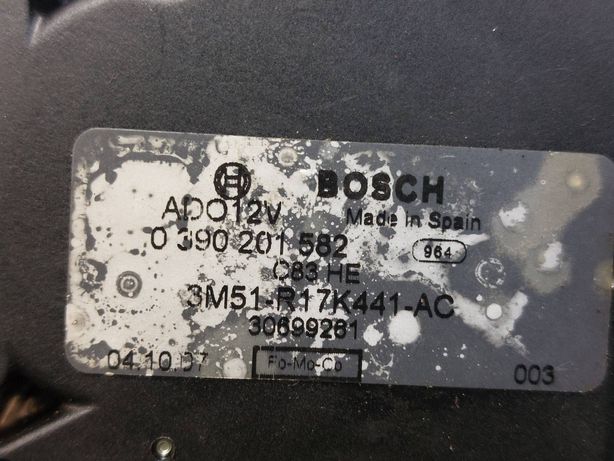 BOSCH
ADO12V Made in Spain
0 390 201 582 964
C83 HE
3M51-R17K441-AC
30699281
04.10.07 Fo-Mo-Co 003